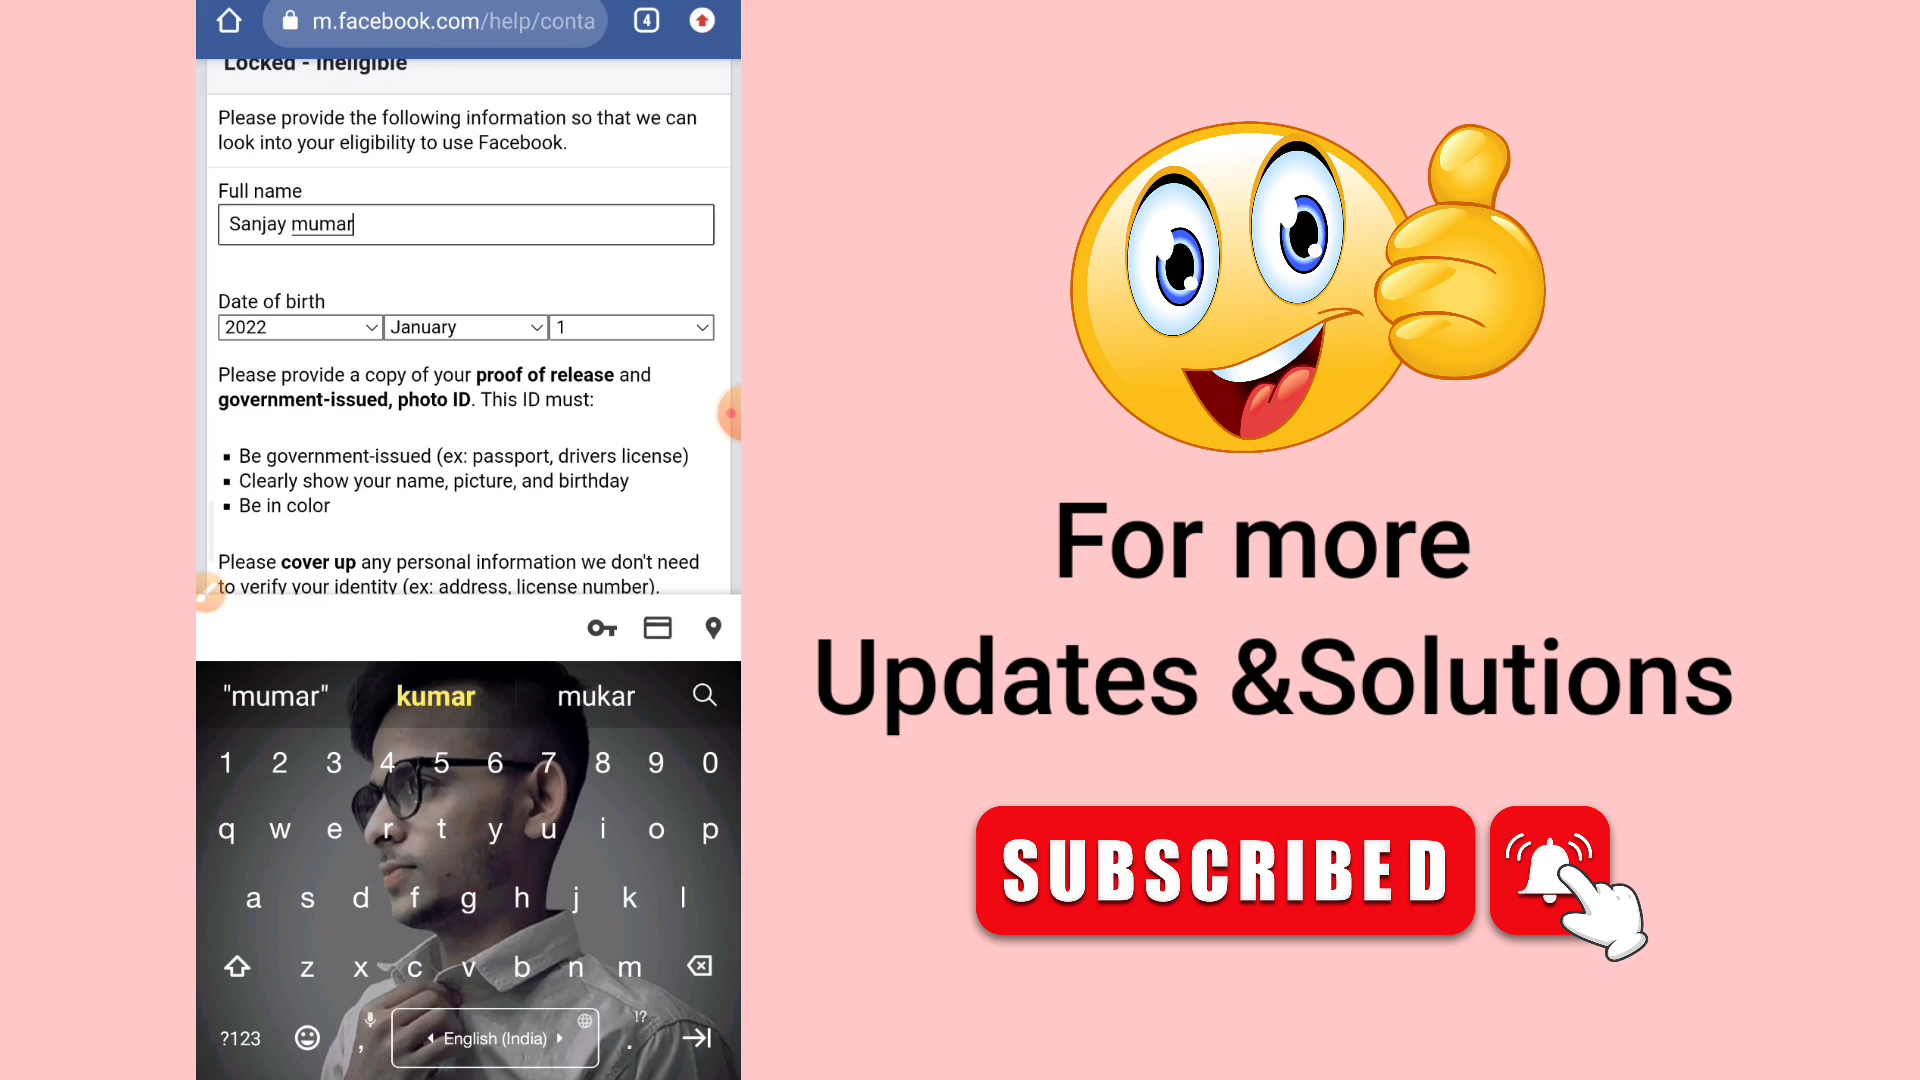 4
m.facebook.com/help/conta
Locked - Ineligible
Please provide the following information so that we can
look into your eligibility to use Facebook.
Full name
Sanjay mumar
Date of birth
2022 January 1
Please provide a copy of your proof of release and
government-issued, photo ID. This ID must:
▪ Be government-issued (ex: passport, drivers license)
▪ Clearly show your name, picture, and birthday
▪ Be in color
Please cover up any personal information we don't need
to verify your identity (ex: address, license number).
"mumar" kumar mukar
1 2 3 4 5 6 7 8 9 0
q w e r t y u i o p
a s d f g h j k l
z x c v b n m
?123 , English (India) . !?
For more
Updates &Solutions
SUBSCRIBED